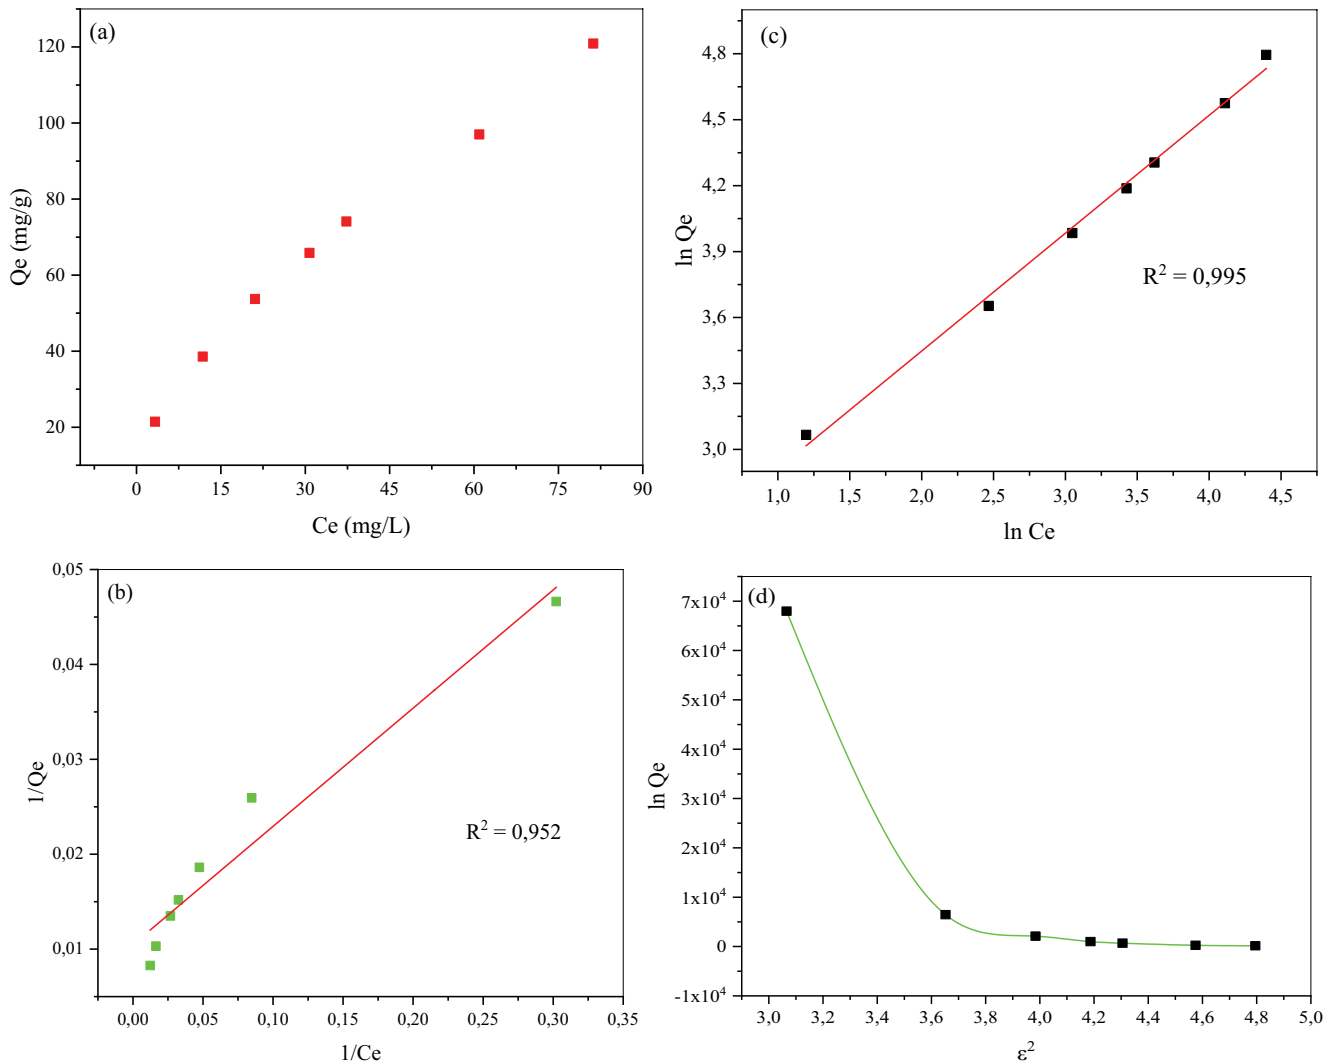 (a)
120
100
80
60
40
20
Qe (mg/g)
0
15
30
45
60
75
90
Ce (mg/L)
(c)
4,8
4,5
4,2
3,9
3,6
3,3
3,0
ln Qe
R² = 0,995
1,0
1,5
2,0
2,5
3,0
3,5
4,0
4,5
ln Ce
(b)
0,05
0,04
0,03
0,02
0,01
1/Qe
R² = 0,952
0,00
0,05
0,10
0,15
0,20
0,25
0,30
0,35
1/Ce
(d)
7x10⁴
6x10⁴
5x10⁴
4x10⁴
3x10⁴
2x10⁴
1x10⁴
0
-1x10⁴
ln Qe
3,0
3,2
3,4
3,6
3,8
4,0
4,2
4,4
4,6
4,8
5,0
ε²